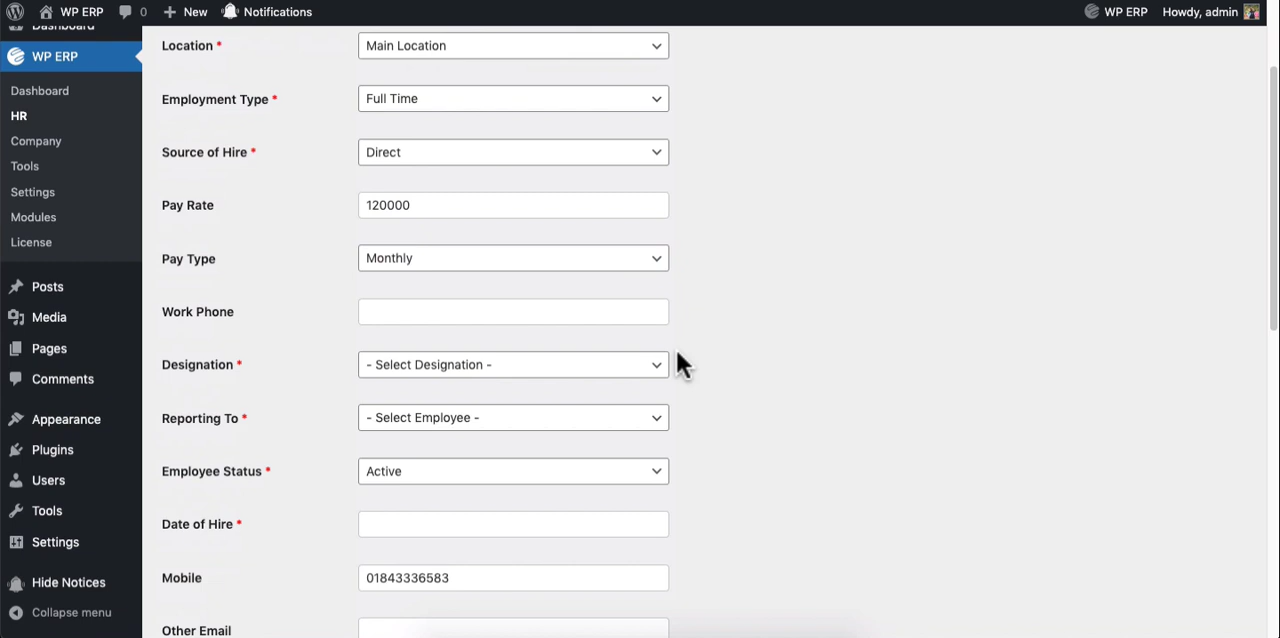 WP ERP 0 New Notifications WP ERP Howdy, admin
Dashboard
WP ERP
Dashboard
HR
Company
Tools
Settings
Modules
License
Posts
Media
Pages
Comments
Appearance
Plugins
Users
Tools
Settings
Hide Notices
Collapse menu
Location * Main Location
Employment Type * Full Time
Source of Hire * Direct
Pay Rate 120000
Pay Type Monthly
Work Phone
Designation * - Select Designation -
Reporting To * - Select Employee -
Employee Status * Active
Date of Hire *
Mobile 01843336583
Other Email